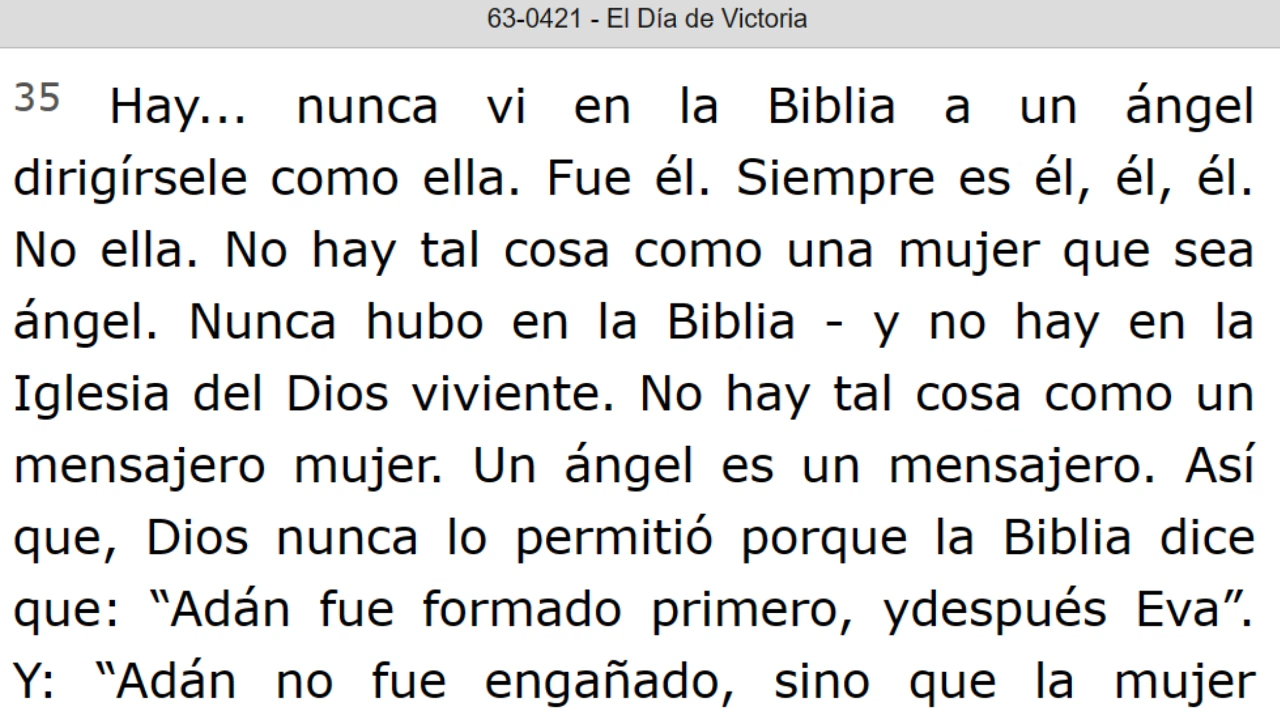 63-0421 - El Día de Victoria
35 Hay... nunca vi en la Biblia a un ángel
dirigírsele como ella. Fue él. Siempre es él, él, él.
No ella. No hay tal cosa como una mujer que sea
ángel. Nunca hubo en la Biblia - y no hay en la
Iglesia del Dios viviente. No hay tal cosa como un
mensajero mujer. Un ángel es un mensajero. Así
que, Dios nunca lo permitió porque la Biblia dice
que: “Adán fue formado primero, ydespués Eva”.
Y: “Adán no fue engañado, sino que la mujer